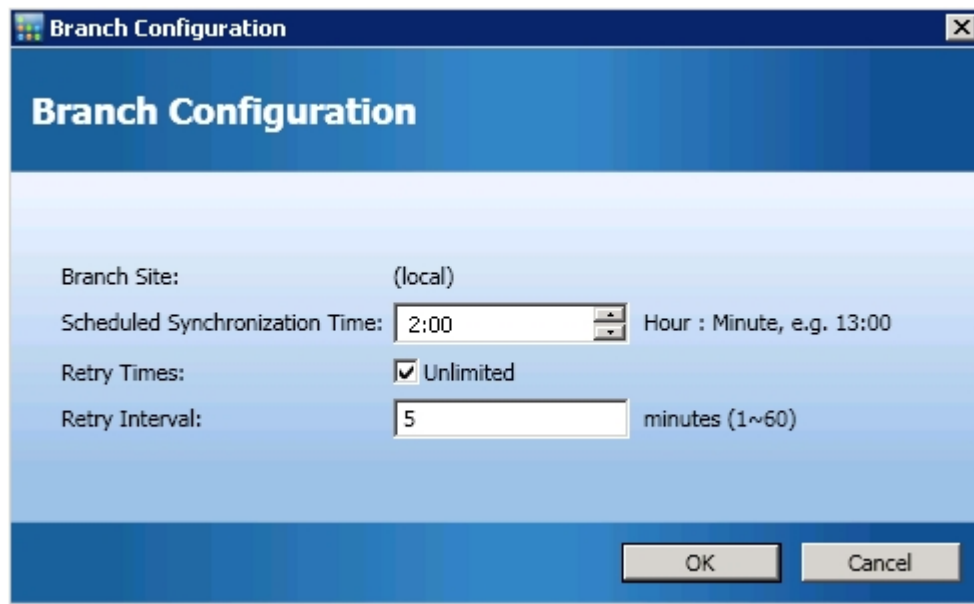 Branch Configuration
Branch Configuration
Branch Site: (local)
Scheduled Synchronization Time: 2:00 Hour : Minute, e.g. 13:00
Retry Times: Unlimited
Retry Interval: 5 minutes (1~60)
OK Cancel